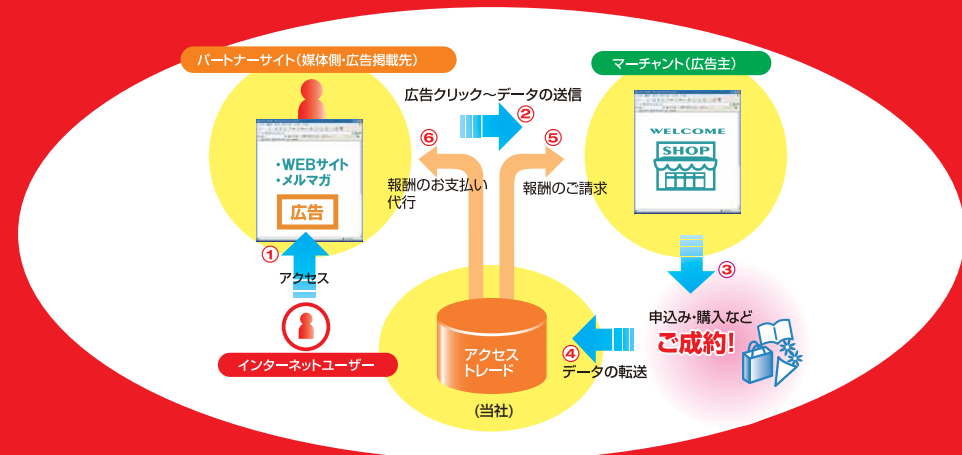 パートナーサイト(媒体側・広告掲載先)
マーチャント(広告主)
広告クリック〜データの送信
②
⑥
⑤
・WEBサイト
・メルマガ
広告
WELCOME
SHOP
報酬のお支払い
代行
報酬のご請求
①
アクセス
③
インターネットユーザー
申込み・購入など
ご成約!
④
データの転送
アクセス
トレード
(当社)